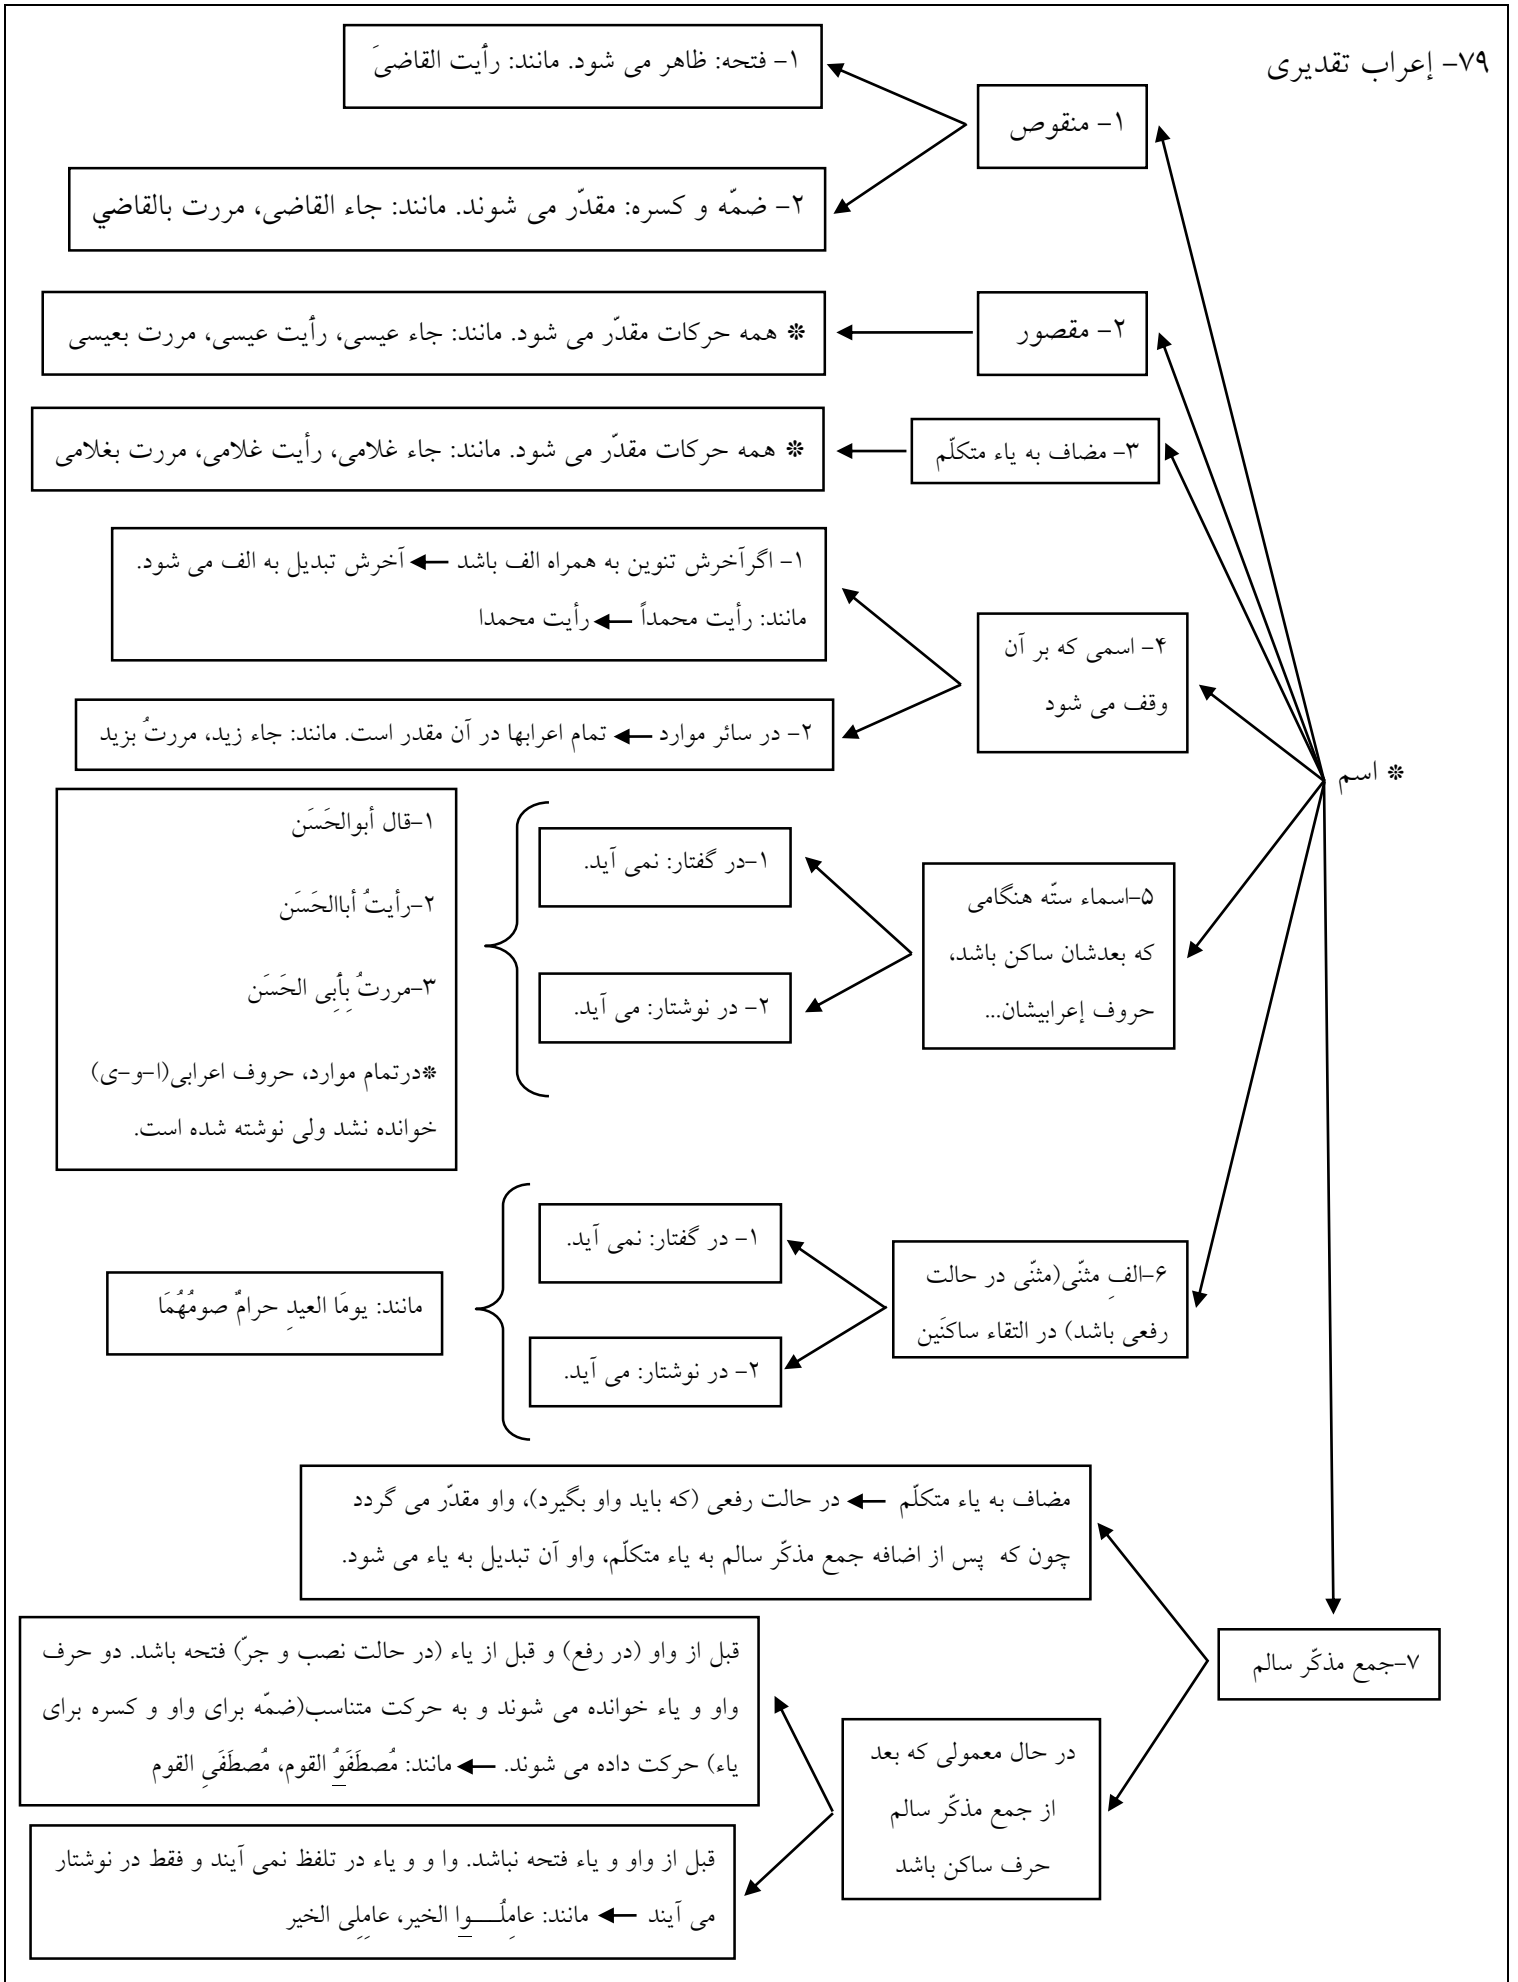 ۷۹- إعراب تقدیری
* اسم
۱- منقوص
۱- فتحه: ظاهر می شود. مانند: رأیت القاضیَ
۲- ضمّه و کسره: مقدّر می شوند. مانند: جاء القاضی، مررت بالقاضي
۲- مقصور
* همه حرکات مقدّر می شود. مانند: جاء عیسی، رأیت عیسی، مررت بعیسی
۳- مضاف به یاء متکلّم
* همه حرکات مقدّر می شود. مانند: جاء غلامی، رأیت غلامی، مررت بغلامی
۴- اسمی که بر آن
وقف می شود
۱- اگرآخرش تنوین به همراه الف باشد ← آخرش تبدیل به الف می شود.
مانند: رأیت محمداً ← رأیت محمدا
۲- در سائر موارد ← تمام اعرابها در آن مقدر است. مانند: جاء زید، مررتُ بزید
۵-اسماء ستّه هنگامی
که بعدشان ساکن باشد،
حروف إعرابیشان...
۱-در گفتار: نمی آید.
۲- در نوشتار: می آید.
۱-قال أبوالحَسَن
۲-رأیتُ أباالحَسَن
۳-مررتُ بِأبِی الحَسَن
*درتمام موارد، حروف اعرابی(ا-و-ی)
خوانده نشد ولی نوشته شده است.
۶-الفِ مثنّی(مثنّی در حالت
رفعی باشد) در التقاء ساکنَین
۱- در گفتار: نمی آید.
۲- در نوشتار: می آید.
مانند: یومَا العیدِ حرامٌ صومُهُمَا
۷-جمع مذکّر سالم
مضاف به یاء متکلّم ← در حالت رفعی (که باید واو بگیرد)، واو مقدّر می گردد
چون که پس از اضافه جمع مذکّر سالم به یاء متکلّم، واو آن تبدیل به یاء می شود.
در حال معمولی که بعد
از جمع مذکّر سالم
حرف ساکن باشد
قبل از واو (در رفع) و قبل از یاء (در حالت نصب و جرّ) فتحه باشد. دو حرف
واو و یاء خوانده می شوند و به حرکت متناسب(ضمّه برای واو و کسره برای
یاء) حرکت داده می شوند. ← مانند: مُصطَفَوُ القوم، مُصطَفَیِ القوم
قبل از واو و یاء فتحه نباشد. وا و و یاء در تلفظ نمی آیند و فقط در نوشتار
می آیند ← مانند: عامِلُـــوا الخیر، عامِلِی الخیر